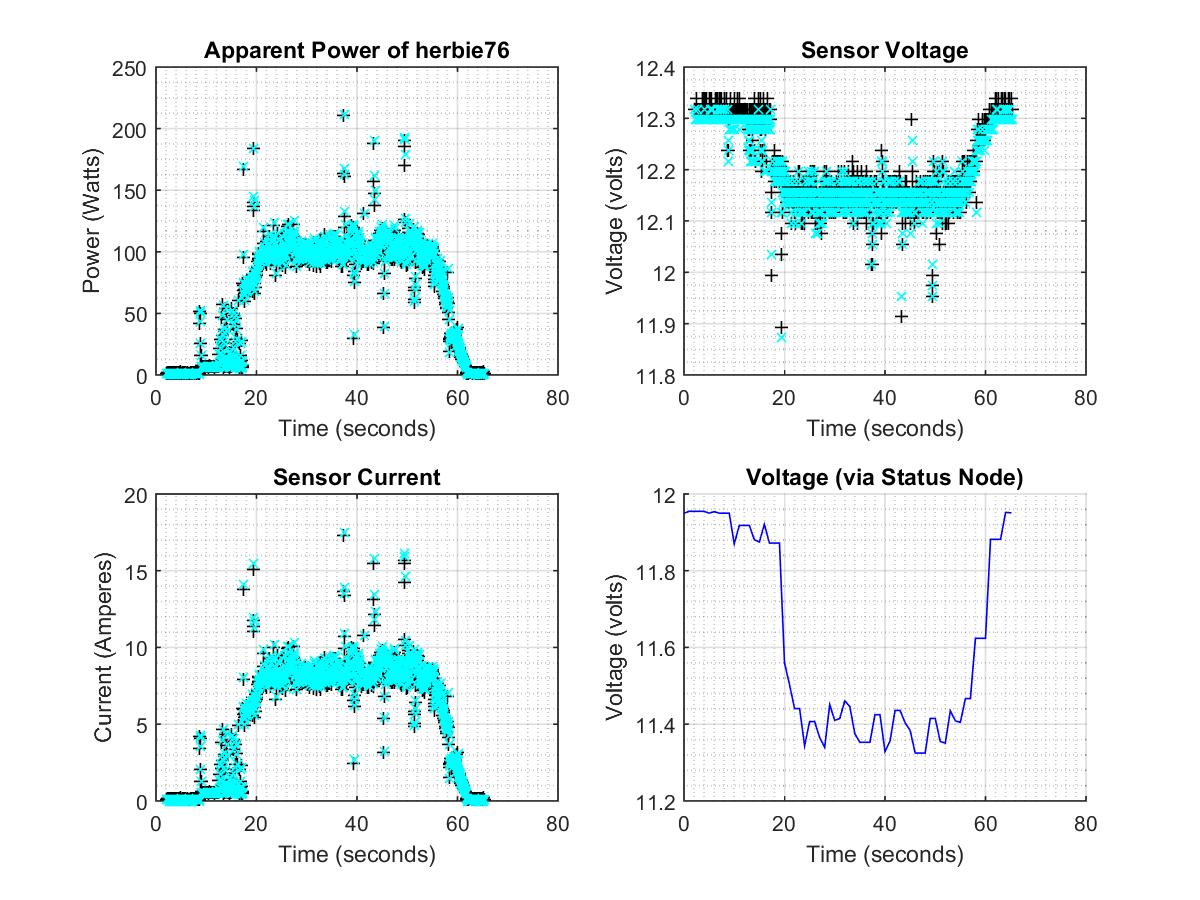 Apparent Power of herbie76
250
200
150
100
50
0
Power (Watts)
0 20 40 60 80
Time (seconds)
Sensor Voltage
12.4
12.3
12.2
12.1
12
11.9
11.8
Voltage (volts)
0 20 40 60 80
Time (seconds)
Sensor Current
20
15
10
5
0
Current (Amperes)
0 20 40 60 80
Time (seconds)
Voltage (via Status Node)
12
11.8
11.6
11.4
11.2
Voltage (volts)
0 20 40 60 80
Time (seconds)